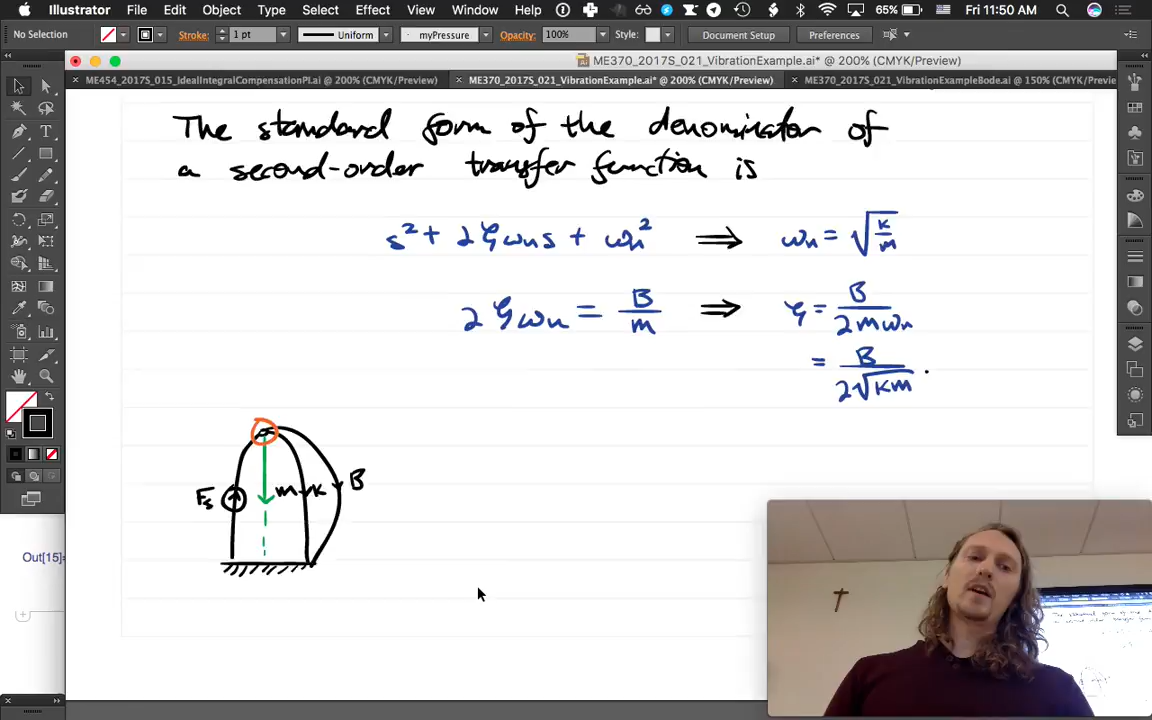 Illustrator File Edit Object Type Select Effect View Window Help 65% Fri 11:50 AM
No Selection Stroke: 1 pt Uniform myPressure Opacity: 100% Style: Document Setup Preferences
ME370_2017S_021_VibrationExample.ai* @ 200% (CMYK/Preview)
ME454_2017S_015_IdealIntegralCompensationPI.ai @ 200% (CMYK/Preview) ME370_2017S_021_VibrationExample.ai* @ 200% (CMYK/Preview) ME370_2017S_021_VibrationExampleBode.ai @ 150% (CMYK/Preview
The standard form of the denominator of
a second-order transfer function is
s² + 2ζωₙs + ωₙ² ⇒ ωₙ = √(K/m)
2ζωₙ = B/m ⇒ ζ = B/(2mωₙ)
= B/(2√(Km)) .
Fs m K B
Out[15]=